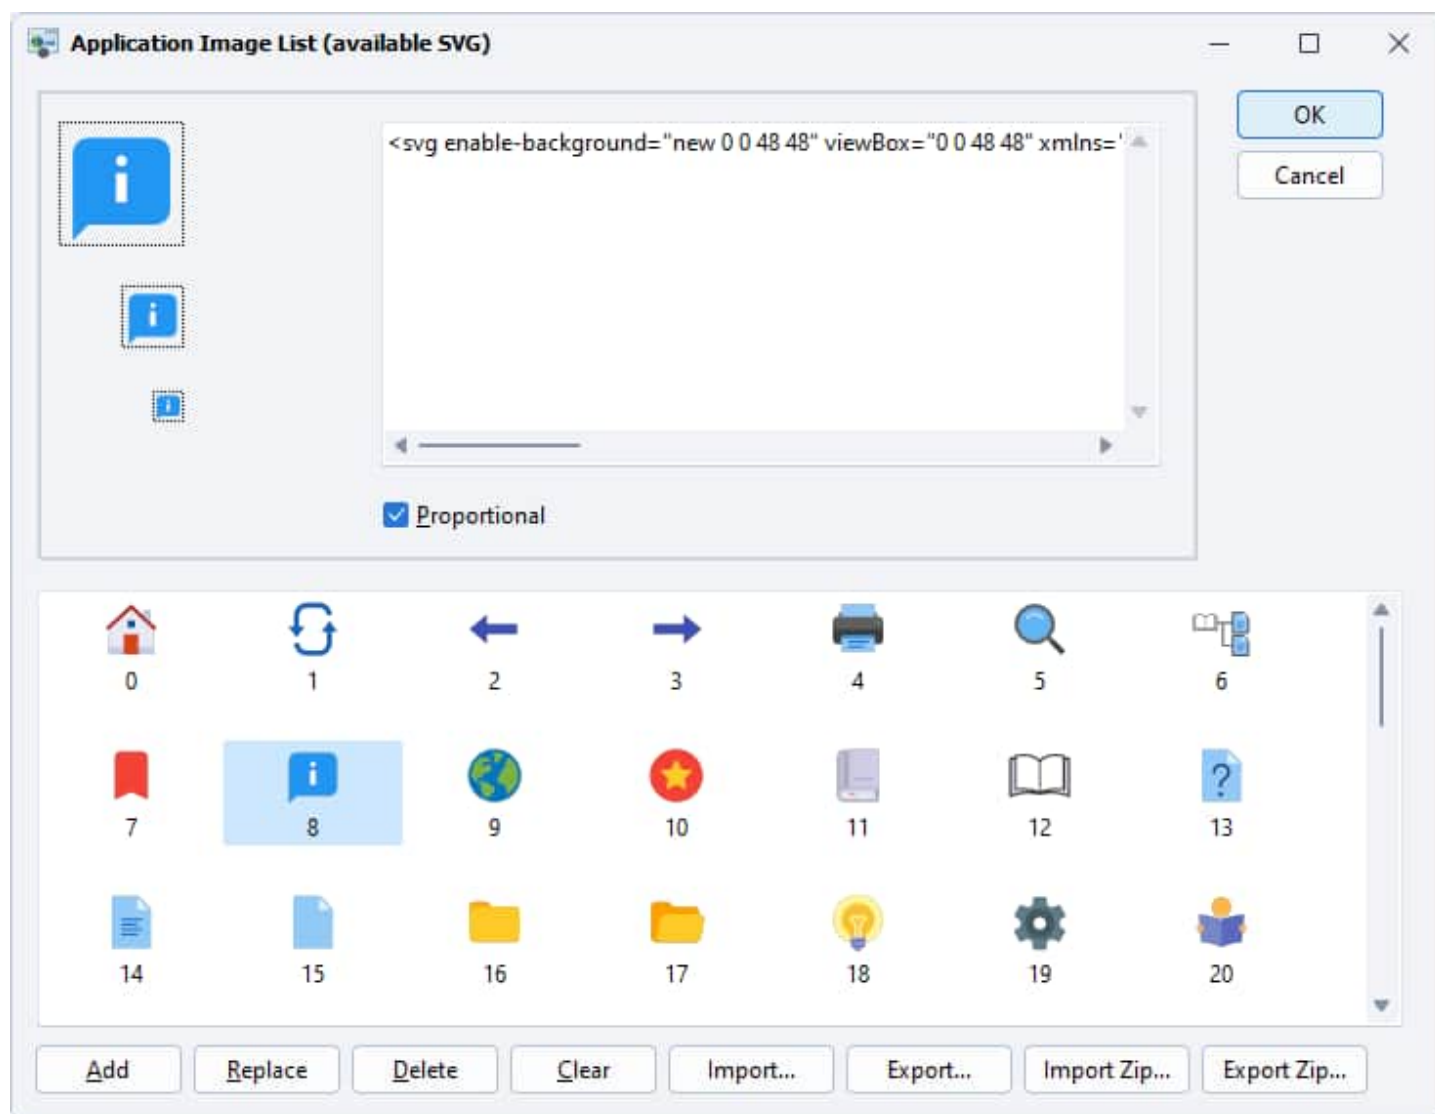 Application Image List (available SVG)
OK
<svg enable-background="new 0 0 48 48" viewBox="0 0 48 48" xmlns="
Cancel
Proportional
0 1 2 3 4 5 6
7 8 9 10 11 12 13
14 15 16 17 18 19 20
Add Replace Delete Clear Import... Export... Import Zip... Export Zip...